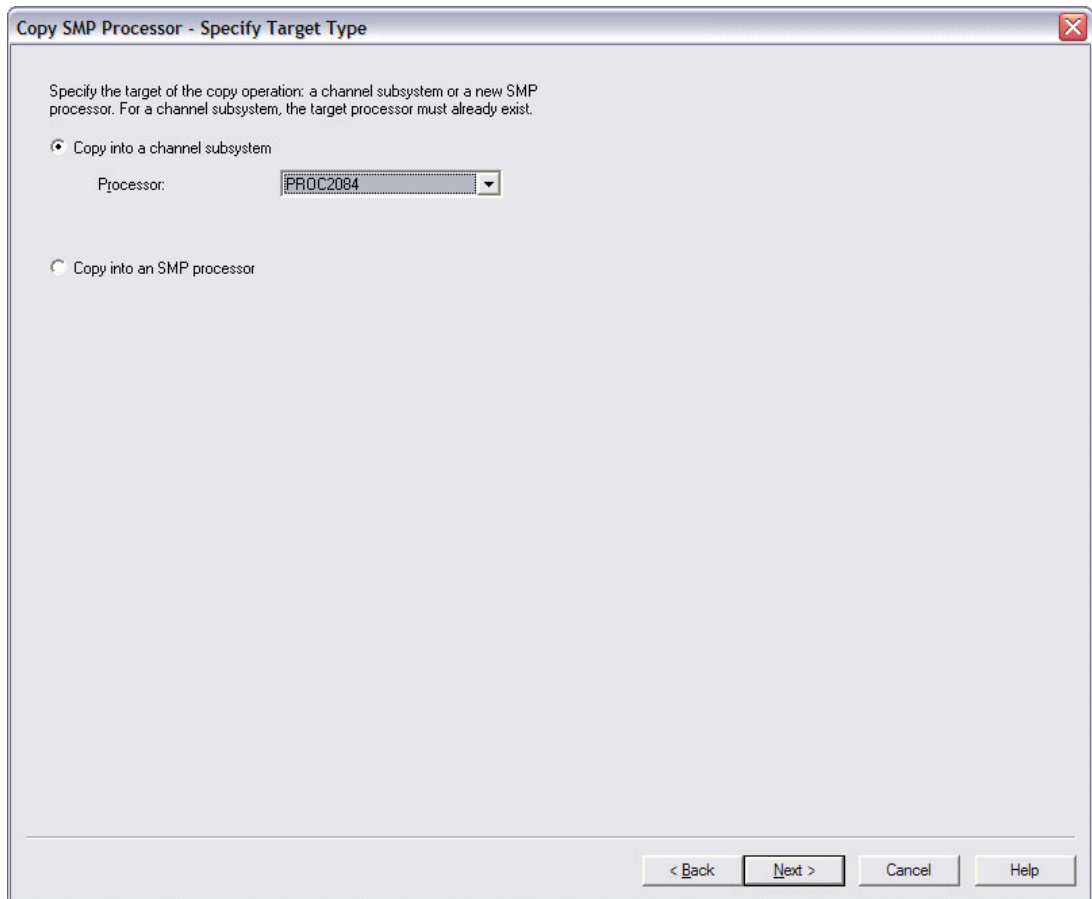 Copy SMP Processor - Specify Target Type
Specify the target of the copy operation: a channel subsystem or a new SMP
processor. For a channel subsystem, the target processor must already exist.
Copy into a channel subsystem
Processor: PROC2084
Copy into an SMP processor
< Back Next > Cancel Help